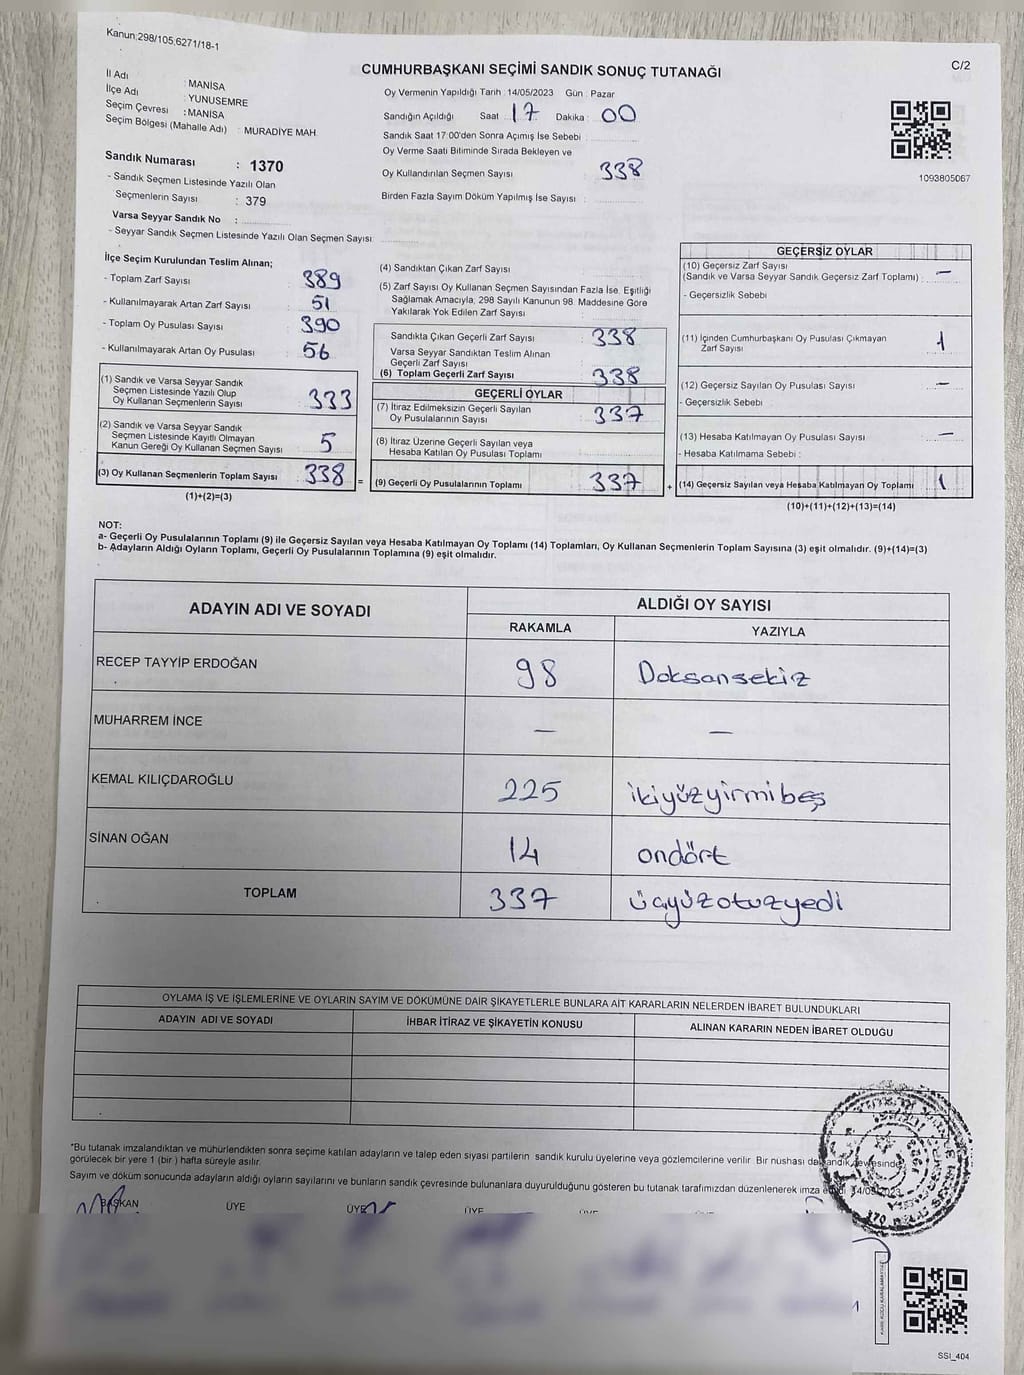 Kanun:298/105,6271/18-1
C/2
CUMHURBAŞKANI SEÇİMİ SANDIK SONUÇ TUTANAĞI
İl Adı : MANİSA
İlçe Adı : YUNUSEMRE
Seçim Çevresi : MANİSA
Seçim Bölgesi (Mahalle Adı) : MURADİYE MAH.
Sandık Numarası : 1370
- Sandık Seçmen Listesinde Yazılı Olan
Seçmenlerin Sayısı : 379
Varsa Seyyar Sandık No :
- Seyyar Sandık Seçmen Listesinde Yazılı Olan Seçmen Sayısı:
Oy Vermenin Yapıldığı Tarih : 14/05/2023 Gün : Pazar
Sandığın Açıldığı Saat : 17 Dakika : 00
Sandık Saat 17:00'den Sonra Açımış İse Sebebi :
Oy Verme Saati Bitiminde Sırada Bekleyen ve
Oy Kullandırılan Seçmen Sayısı : 338
Birden Fazla Sayım Döküm Yapılmış İse Sayısı :
1093805067
İlçe Seçim Kurulundan Teslim Alınan;
- Toplam Zarf Sayısı : 389
- Kullanılmayarak Artan Zarf Sayısı : 51
- Toplam Oy Pusulası Sayısı : 390
- Kullanılmayarak Artan Oy Pusulası : 56
(1) Sandık ve Varsa Seyyar Sandık
Seçmen Listesinde Yazılı Olup
Oy Kullanan Seçmenlerin Sayısı : 333
(2) Sandık ve Varsa Seyyar Sandık
Seçmen Listesinde Kayıtlı Olmayan
Kanun Gereği Oy Kullanan Seçmen Sayısı : 5
(3) Oy Kullanan Seçmenlerin Toplam Sayısı : 338 =
(1)+(2)=(3)
(4) Sandıktan Çıkan Zarf Sayısı :
(5) Zarf Sayısı Oy Kullanan Seçmen Sayısından Fazla İse, Eşitliği
Sağlamak Amacıyla, 298 Sayılı Kanunun 98. Maddesine Göre
Yakılarak Yok Edilen Zarf Sayısı :
Sandıkta Çıkan Geçerli Zarf Sayısı : 338
Varsa Seyyar Sandıktan Teslim Alınan
Geçerli Zarf Sayısı
(6) Toplam Geçerli Zarf Sayısı : 338
GEÇERLİ OYLAR
(7) İtiraz Edilmeksizin Geçerli Sayılan
Oy Pusulalarının Sayısı : 337
(8) İtiraz Üzerine Geçerli Sayılan veya
Hesaba Katılan Oy Pusulası Toplamı :
(9) Geçerli Oy Pusulalarının Toplamı : 337 +
GEÇERSİZ OYLAR
(10) Geçersiz Zarf Sayısı
(Sandık ve Varsa Seyyar Sandık Geçersiz Zarf Toplamı) : —
- Geçersizlik Sebebi
(11) İçinden Cumhurbaşkanı Oy Pusulası Çıkmayan
Zarf Sayısı : 1
(12) Geçersiz Sayılan Oy Pusulası Sayısı : —
- Geçersizlik Sebebi
(13) Hesaba Katılmayan Oy Pusulası Sayısı : —
- Hesaba Katılmama Sebebi :
(14) Geçersiz Sayılan veya Hesaba Katılmayan Oy Toplamı : 1
(10)+(11)+(12)+(13)=(14)
NOT:
a- Geçerli Oy Pusulalarının Toplamı (9) ile Geçersiz Sayılan veya Hesaba Katılmayan Oy Toplamı (14) Toplamları, Oy Kullanan Seçmenlerin Toplam Sayısına (3) eşit olmalıdır. (9)+(14)=(3)
b- Adayların Aldığı Oyların Toplamı, Geçerli Oy Pusulalarının Toplamına (9) eşit olmalıdır.
ADAYIN ADI VE SOYADI ALDIĞI OY SAYISI
RAKAMLA YAZIYLA
RECEP TAYYİP ERDOĞAN 98 Doksansekiz
MUHARREM İNCE — —
KEMAL KILIÇDAROĞLU 225 ikiyüzyirmibeş
SİNAN OĞAN 14 ondört
TOPLAM 337 üçyüzotuzyedi
OYLAMA İŞ VE İŞLEMLERİNE VE OYLARIN SAYIM VE DÖKÜMÜNE DAİR ŞİKAYETLERLE BUNLARA AİT KARARLARIN NELERDEN İBARET BULUNDUKLARI
ADAYIN ADI VE SOYADI İHBAR İTİRAZ VE ŞİKAYETİN KONUSU ALINAN KARARIN NEDEN İBARET OLDUĞU
*Bu tutanak imzalandıktan ve mühürlendikten sonra seçime katılan adayların ve talep eden siyasi partilerin sandık kurulu üyelerine veya gözlemcilerine verilir. Bir nüshası da sandık çevresinde
görülecek bir yere 1 (bir ) hafta süreyle asılır.
Sayım ve döküm sonucunda adayların aldığı oyların sayılarını ve bunların sandık çevresinde bulunanlara duyurulduğunu gösteren bu tutanak tarafımızdan düzenlenerek imza edildi. 14/05/2023
BAŞKAN ÜYE ÜYE ÜYE ÜYE ÜYE
SSI_404